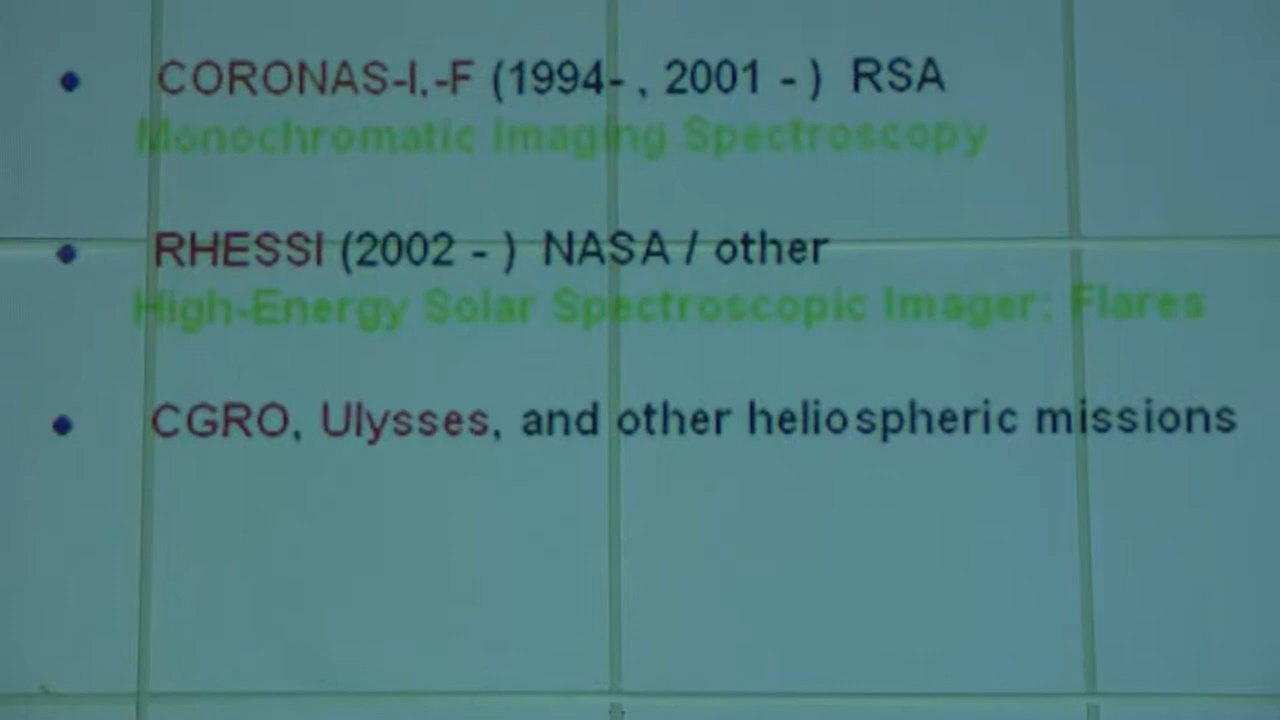 • CORONAS-I,-F (1994- , 2001 - ) RSA
Monochromatic Imaging Spectroscopy
• RHESSI (2002 - ) NASA / other
High-Energy Solar Spectroscopic Imager: Flares
• CGRO, Ulysses, and other heliospheric missions